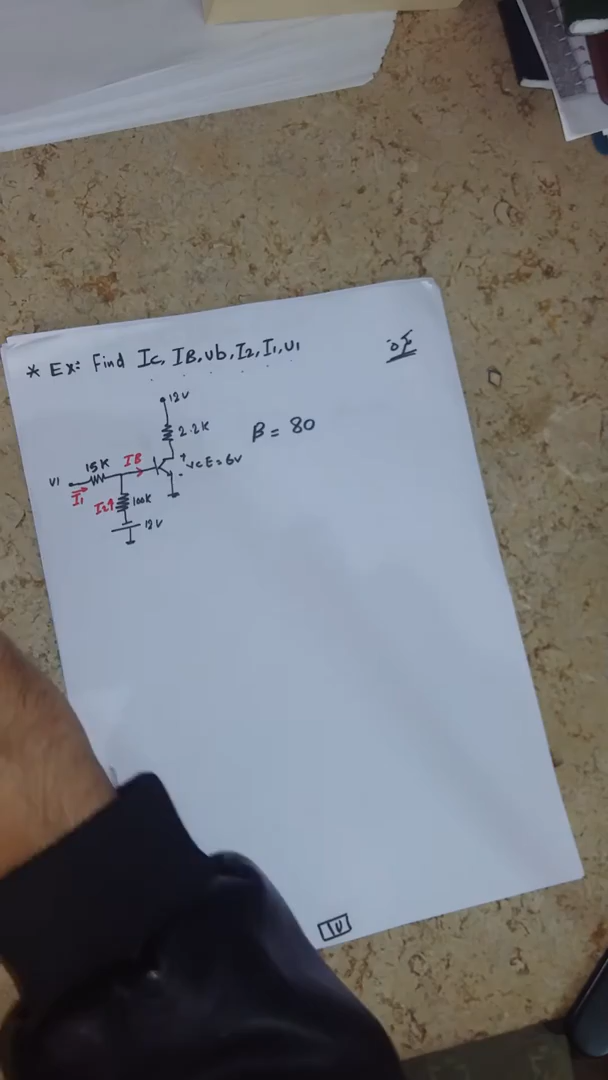 * Ex: Find Ic, IB, Vb, I2, I1, V1
12V
2.2K
β = 80
15K
IB
+
VCE = 6V
-
V1
I1
I2↑
100K
12V
10